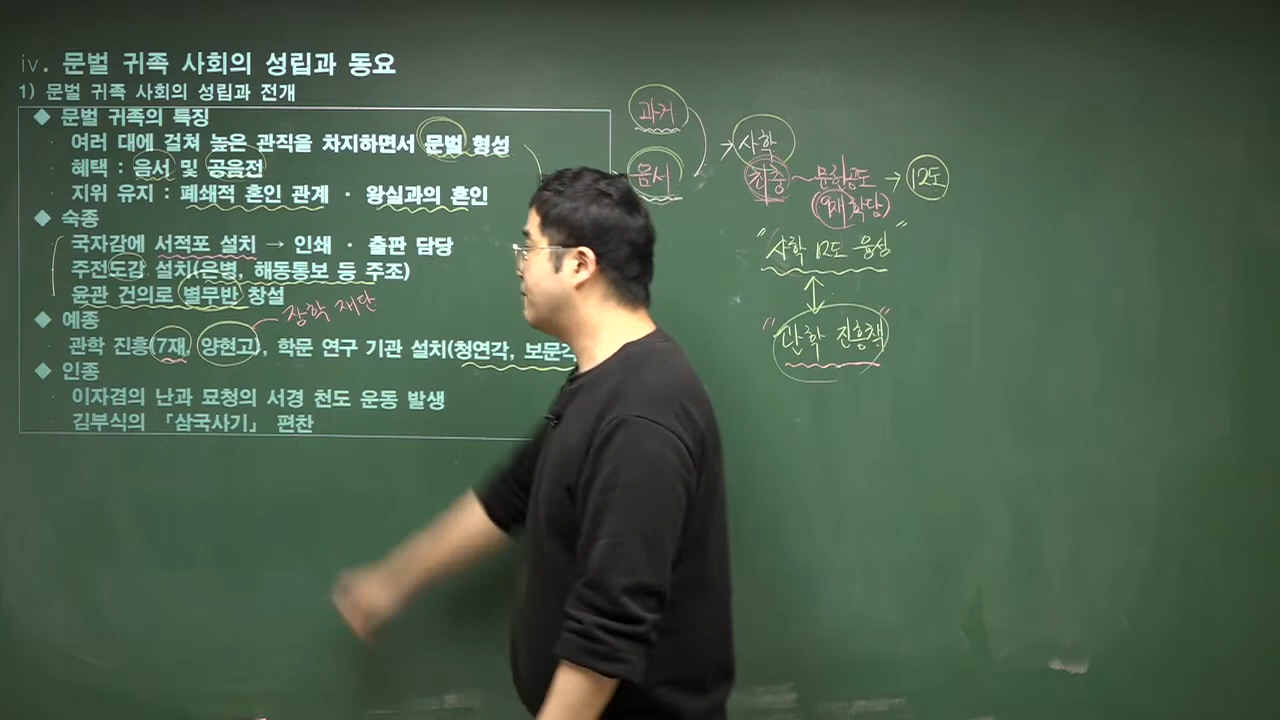 iv. 문벌 귀족 사회의 성립과 동요
1) 문벌 귀족 사회의 성립과 전개
◆ 문벌 귀족의 특징
· 여러 대에 걸쳐 높은 관직을 차지하면서 문벌 형성
· 혜택 : 음서 및 공음전
· 지위 유지 : 폐쇄적 혼인 관계 · 왕실과의 혼인
◆ 숙종
· 국자감에 서적포 설치 → 인쇄 · 출판 담당
· 주전도감 설치(은병, 해동통보 등 주조)
· 윤관 건의로 별무반 창설
장학 재단
◆ 예종
· 관학 진흥(7재, 양현고), 학문 연구 기관 설치(청연각, 보문각
◆ 인종
· 이자겸의 난과 묘청의 서경 천도 운동 발생
· 김부식의 「삼국사기」 편찬
과거
음서
→ 사학
최충 ~ 문헌공도 → 12도
(9재 학당)
"사학 12도 융성"
"관학 진흥책"